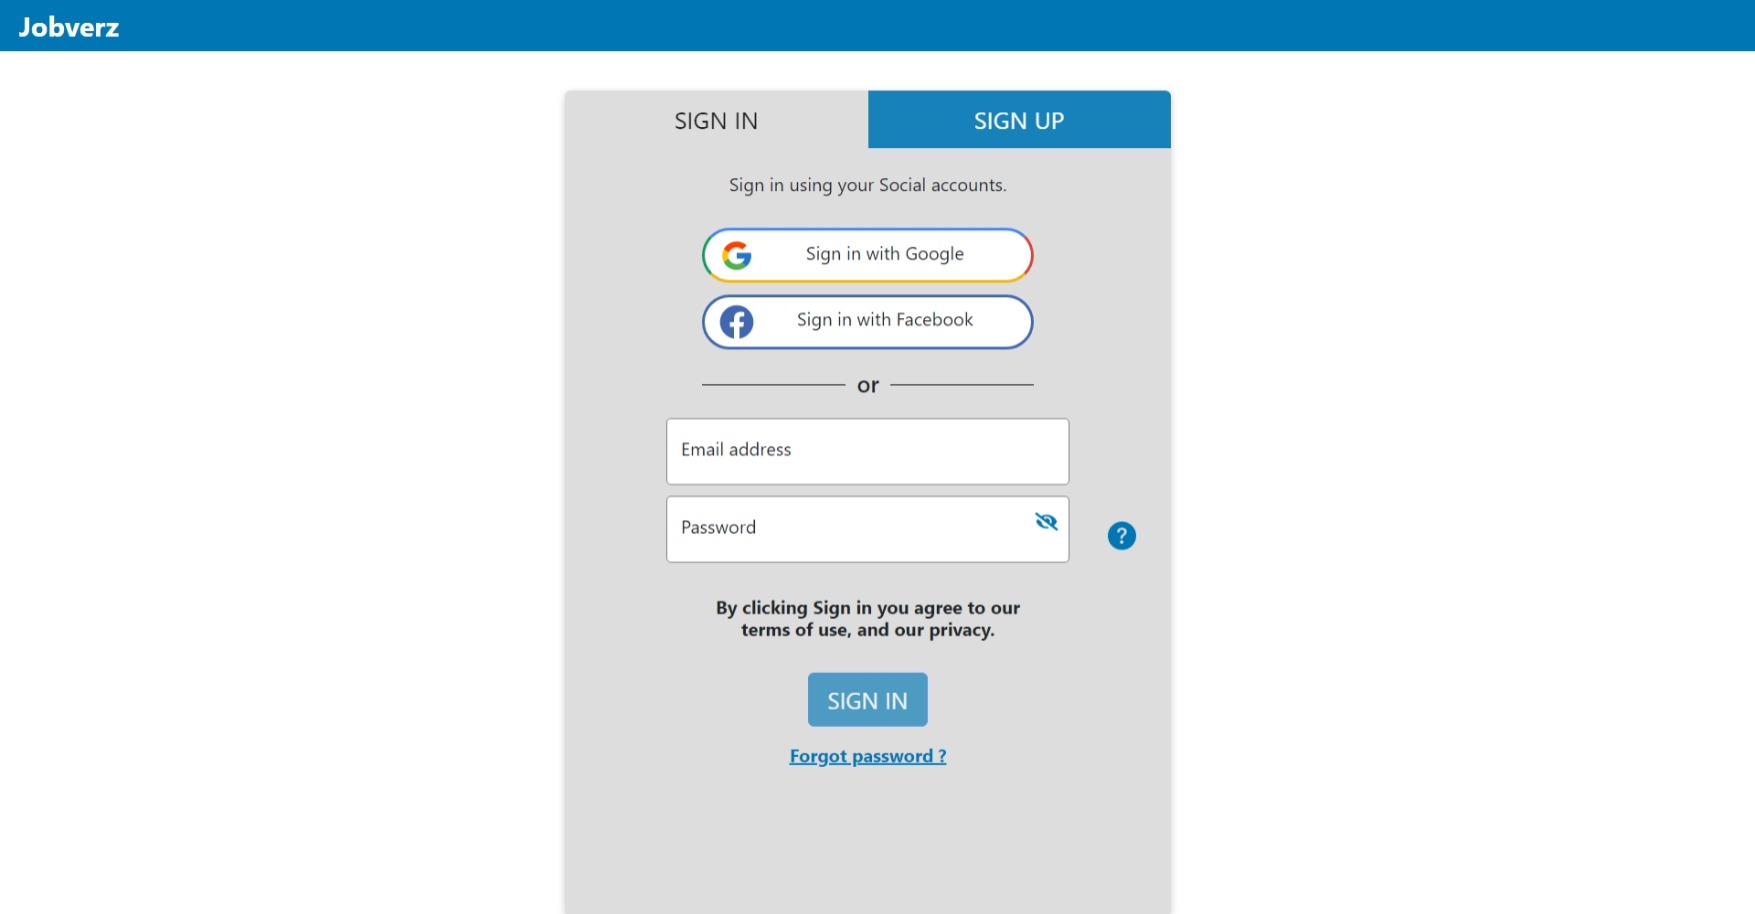 Jobverz
SIGN IN
SIGN UP
Sign in using your Social accounts.
Sign in with Google
Sign in with Facebook
or
Email address
Password
?
By clicking Sign in you agree to our
terms of use, and our privacy.
SIGN IN
Forgot password ?